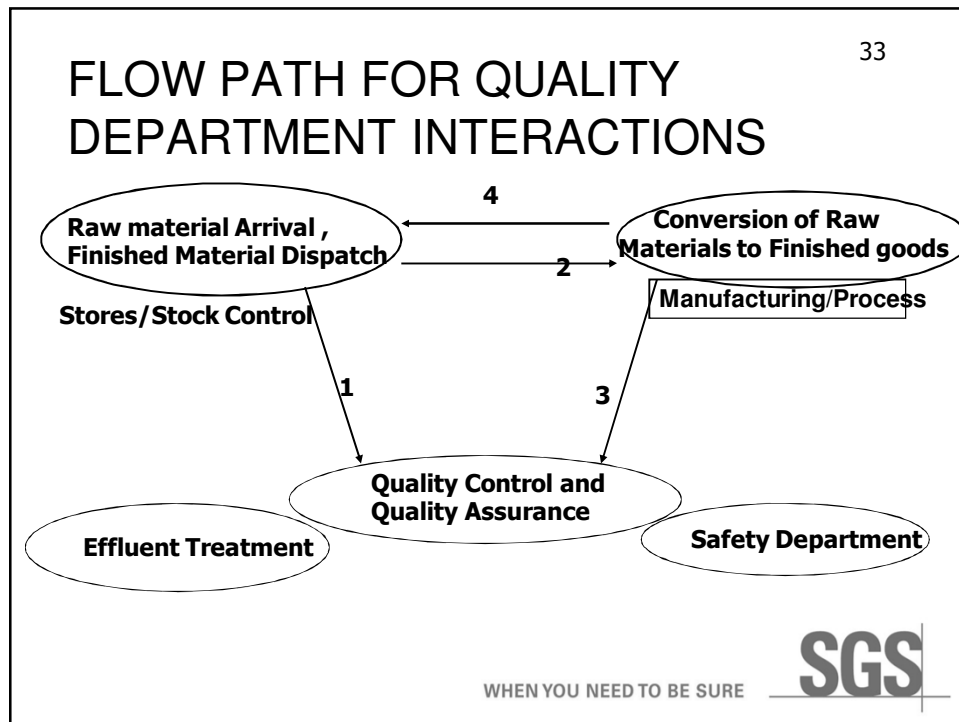 33
FLOW PATH FOR QUALITY
DEPARTMENT INTERACTIONS
4
Raw material Arrival ,
Finished Material Dispatch
Conversion of Raw
Materials to Finished goods
2
Manufacturing/Process
Stores/Stock Control
1
3
Quality Control and
Quality Assurance
Effluent Treatment
Safety Department
WHEN YOU NEED TO BE SURE
SGS